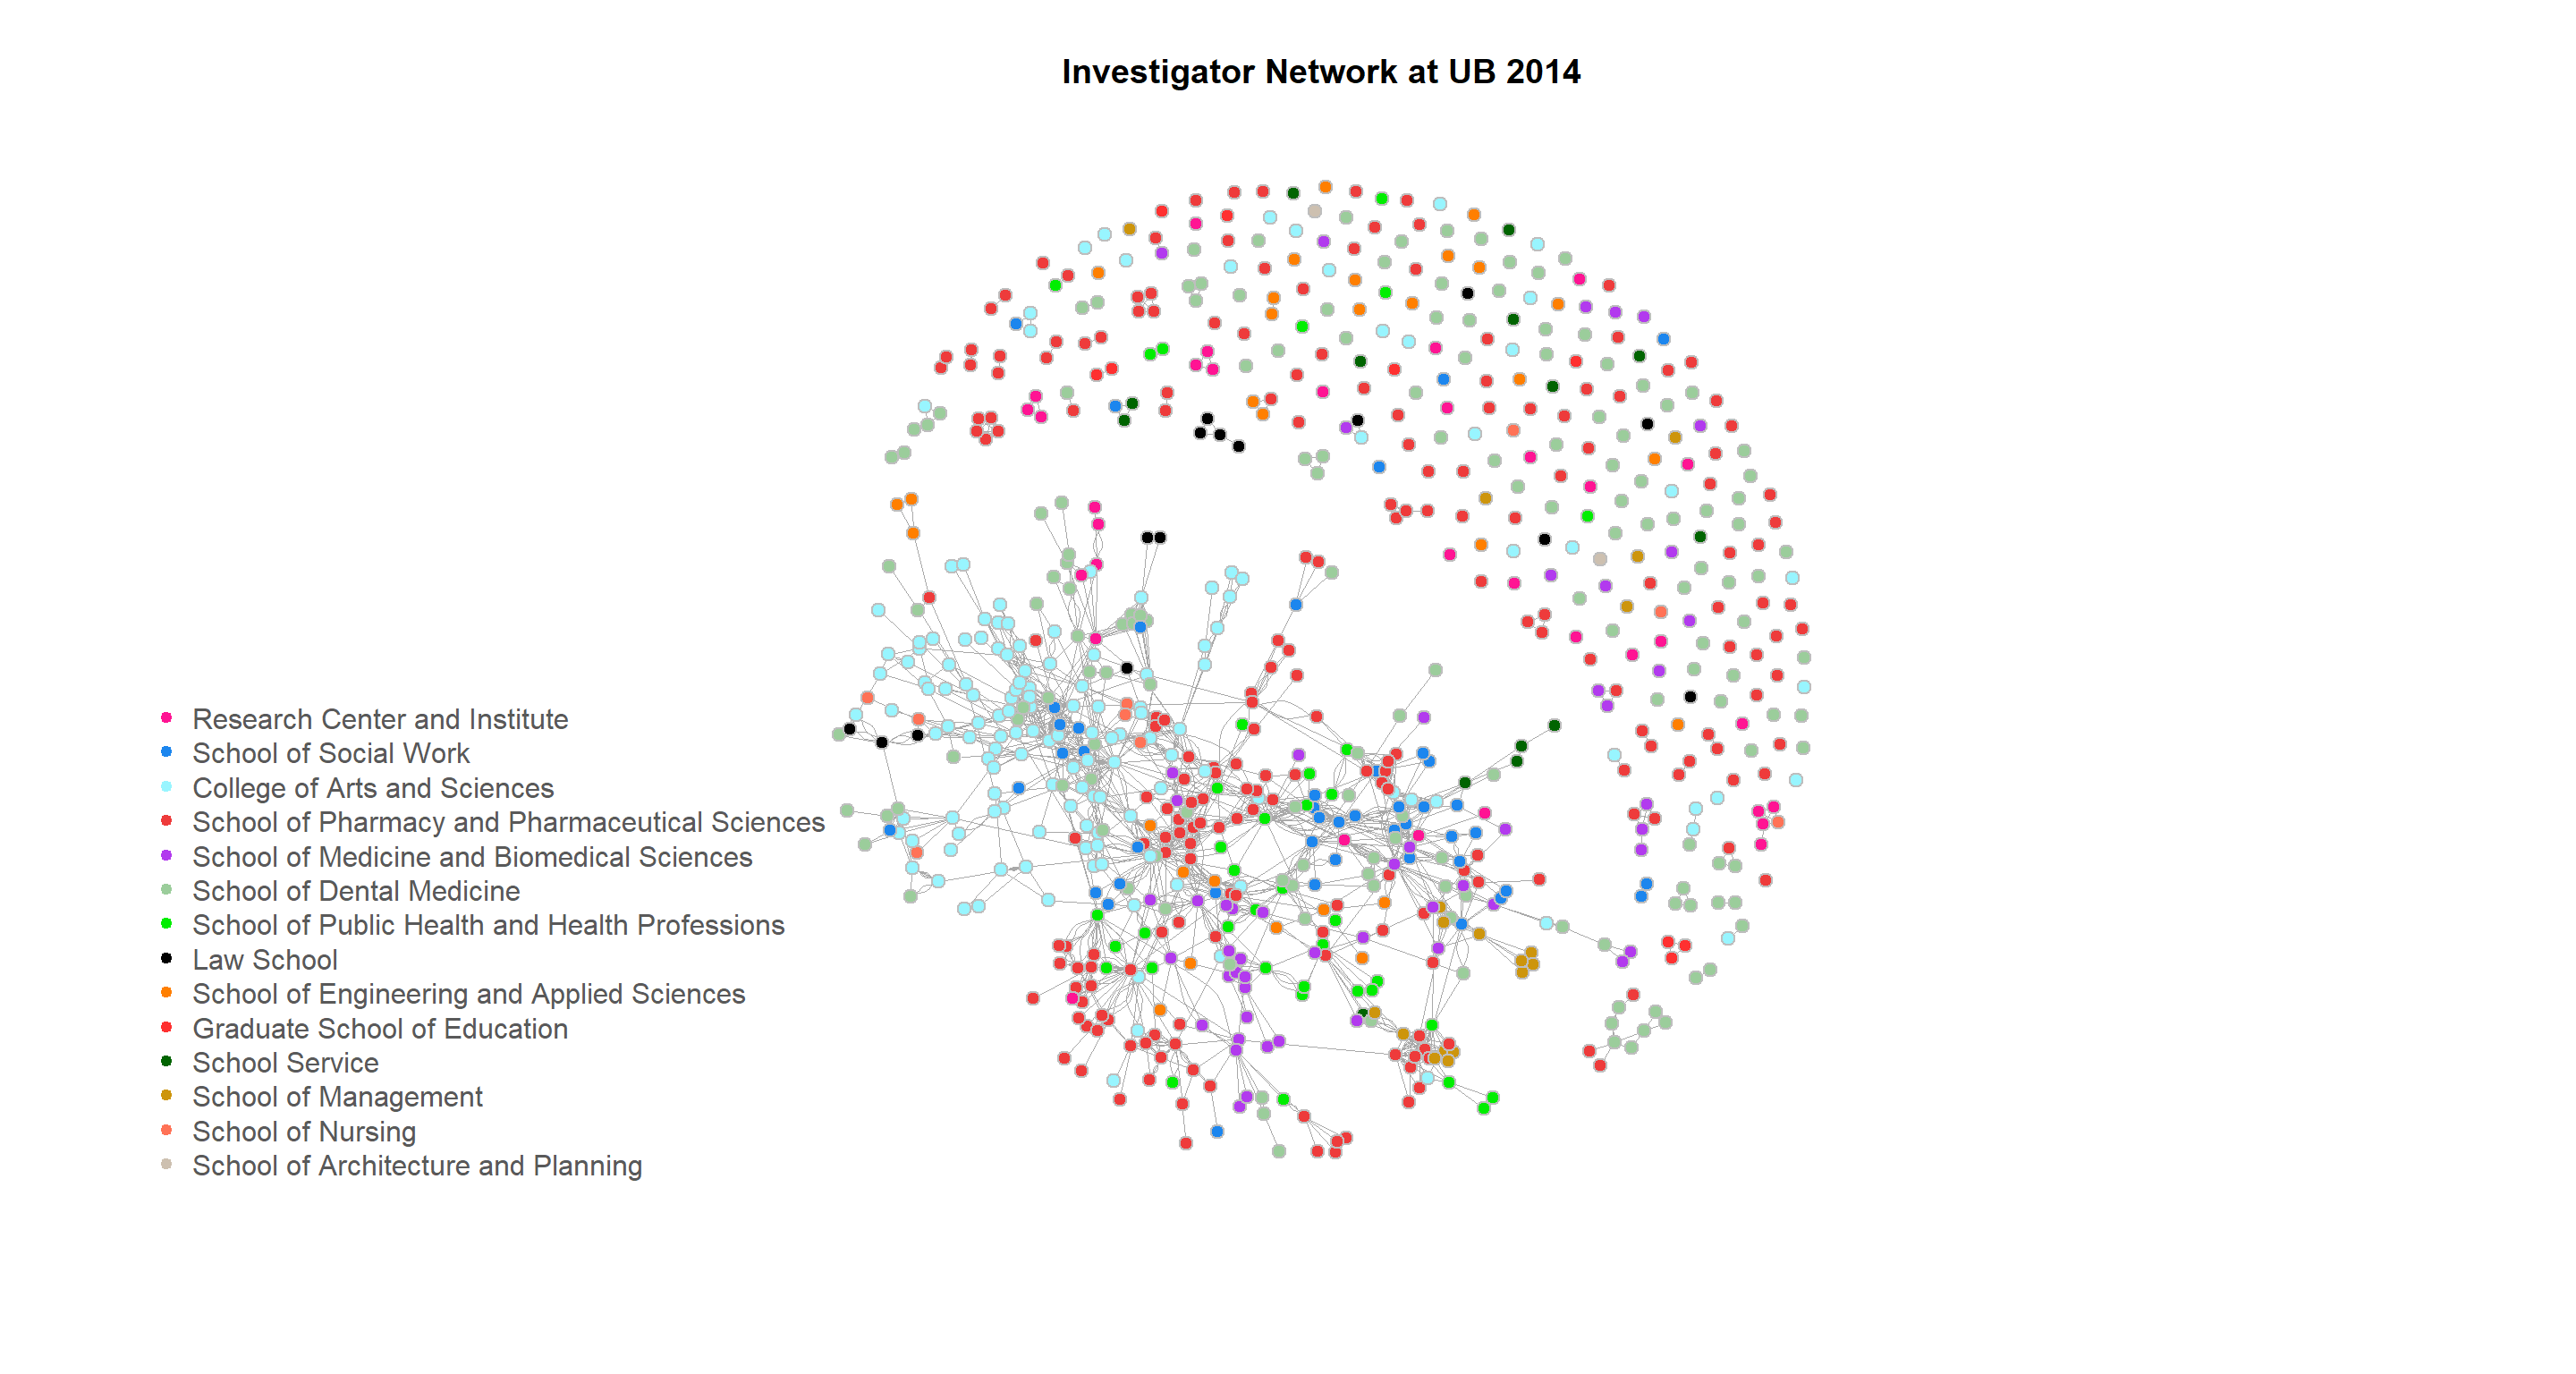 Investigator Network at UB 2014
Research Center and Institute
School of Social Work
College of Arts and Sciences
School of Pharmacy and Pharmaceutical Sciences
School of Medicine and Biomedical Sciences
School of Dental Medicine
School of Public Health and Health Professions
Law School
School of Engineering and Applied Sciences
Graduate School of Education
School Service
School of Management
School of Nursing
School of Architecture and Planning